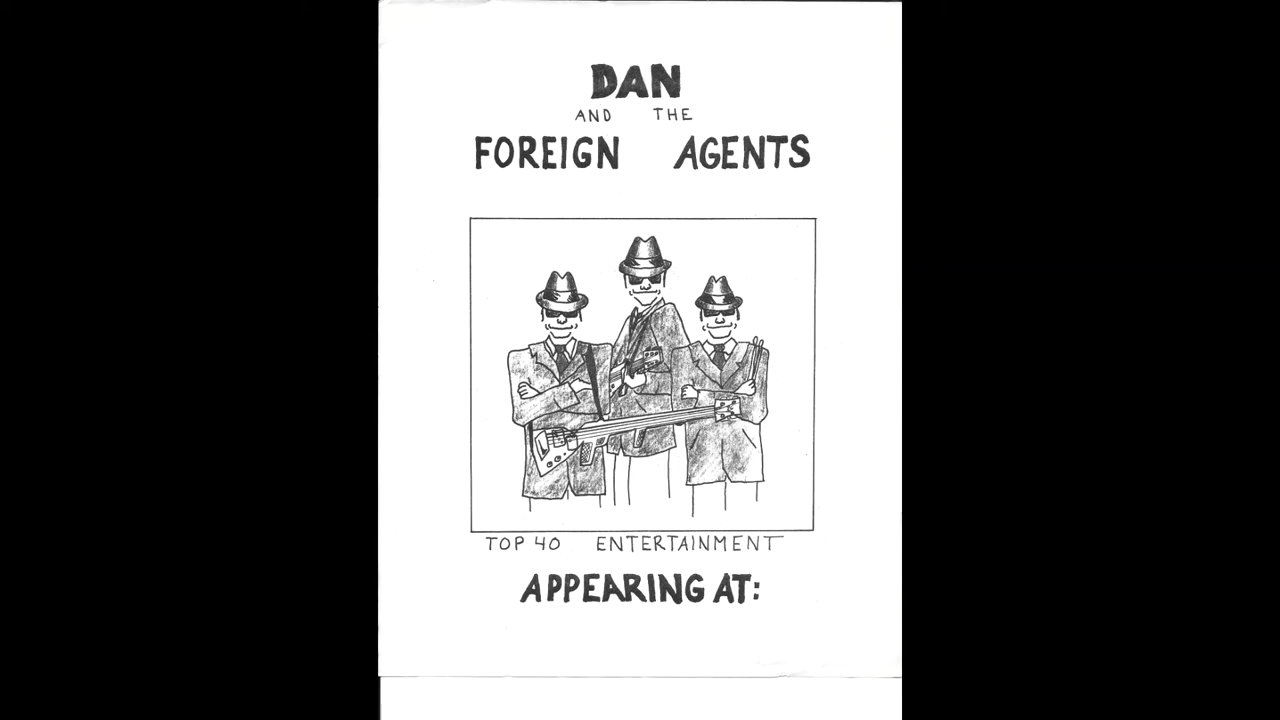 DAN
AND THE
FOREIGN AGENTS
TOP 40 ENTERTAINMENT
APPEARING AT: